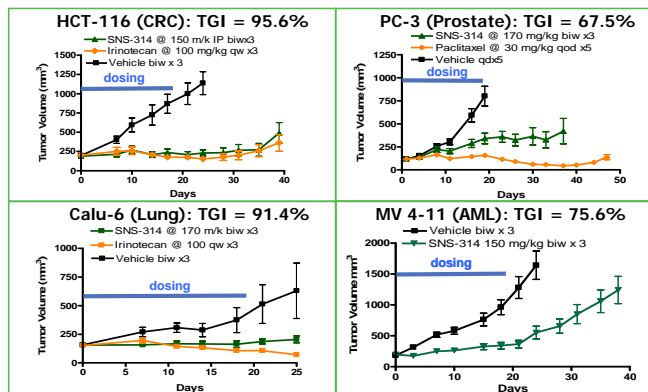 HCT-116 (CRC): TGI = 95.6%
SNS-314 @ 150 m/k IP biwx3
Irinotecan @ 100 mg/kg qw x3
Vehicle biw x 3
dosing
Tumor Volume mm³
1250
1000
750
500
250
0
0 10 20 30 40
Days
PC-3 (Prostate): TGI = 67.5%
SNS-314 @ 170 mg/kg biwx3
Paclitaxel @ 30 mg/kg qod x5
Vehicle qdx5
dosing
Tumor Volume mm³
1250
1000
750
500
250
0
0 10 20 30 40 50
Days
Calu-6 (Lung): TGI = 91.4%
SNS-314 @ 170 m/k biw x3
Irinotecan @ 100 qw x3
Vehicle biw x3
dosing
Tumor Volume mm³
1000
750
500
250
0
0 5 10 15 20 25
Days
MV 4-11 (AML): TGI = 75.6%
Vehicle biw x 3
SNS-314 150 mg/kg biw x 3
dosing
Tumor Volume mm³
2000
1500
1000
500
0
0 10 20 30 40
Days